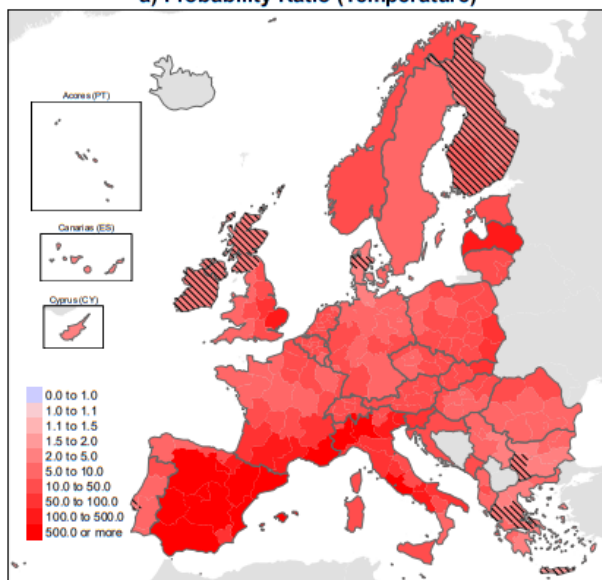 a) Probability Ratio (Temperature)
Acores (PT)
Canarias (ES)
Cyprus (CY)
0.0 to 1.0
1.0 to 1.1
1.1 to 1.5
1.5 to 2.0
2.0 to 5.0
5.0 to 10.0
10.0 to 50.0
50.0 to 100.0
100.0 to 500.0
500.0 or more